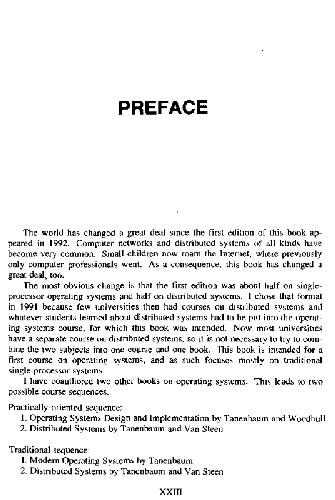 PREFACE
The world has changed a great deal since the first edition of this book ap-
peared in 1992. Computer networks and distributed systems of all kinds have
become very common. Small children now roam the Internet, where previously
only computer professionals went. As a consequence, this book has changed a
great deal, too.
The most obvious change is that the first edition was about half on single-
processor operating systems and half on distributed systems. I chose that format
in 1991 because few universities then had courses on distributed systems and
whatever students learned about distributed systems had to be put into the operat-
ing systems course, for which this book was intended. Now most universities
have a separate course on distributed systems, so it is not necessary to try to com-
bine the two subjects into one course and one book. This book is intended for a
first course on operating systems, and as such focuses mostly on traditional
single-processor systems.
I have coauthored two other books on operating systems. This leads to two
possible course sequences.
Practically-oriented sequence:
1. Operating Systems Design and Implementation by Tanenbaum and Woodhull
2. Distributed Systems by Tanenbaum and Van Steen
Traditional sequence:
1. Modern Operating Systems by Tanenbaum
2. Distributed Systems by Tanenbaum and Van Steen
XXIII